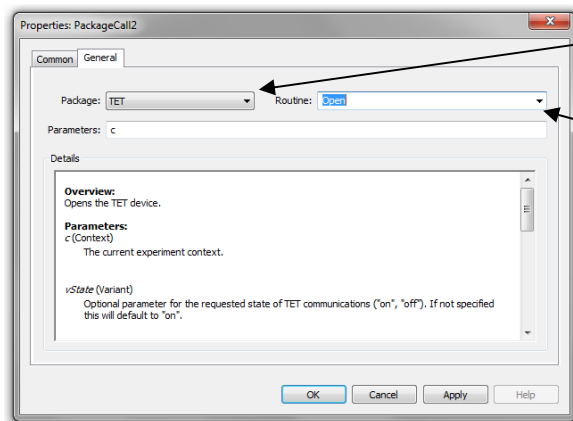 Properties: PackageCall2
Common General
Package: TET Routine: Open
Parameters: c
Details
Overview:
Opens the TET device.
Parameters:
c (Context)
The current experiment context.
vState (Variant)
Optional parameter for the requested state of TET communications ("on", "off"). If not specified
this will default to "on".
OK Cancel Apply Help